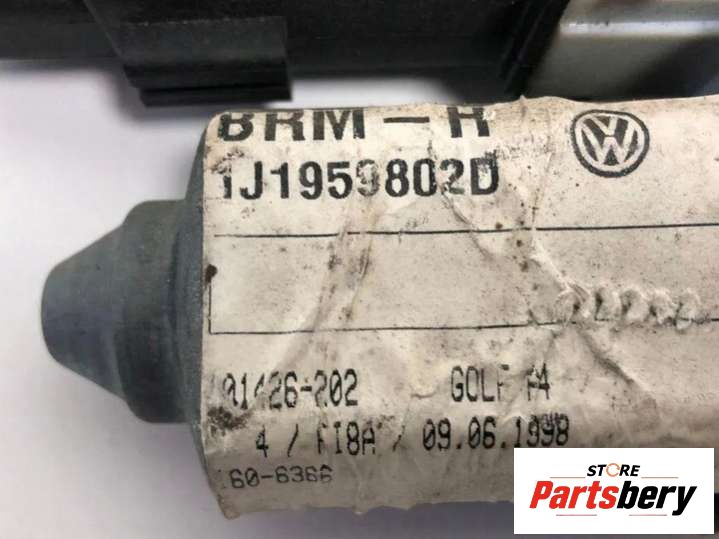 BRM-R
1J1959802D
01426-202 GOLF A4
4 / FI8A / 09.06.1998
60-6366
STORE
Partsbery